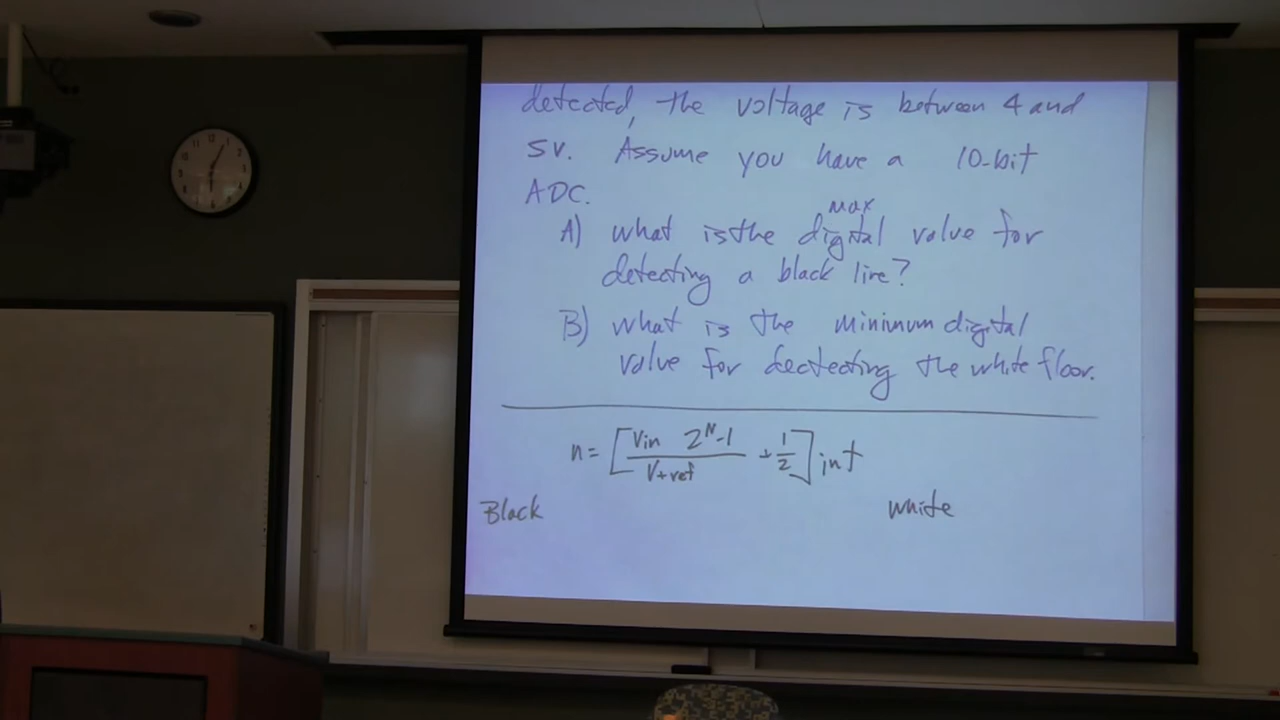 detected, the voltage is between 4 and
5V. Assume you have a 10-bit
ADC.
max
A) what is the digital value for
detecting a black line?
B) what is the minimum digital
value for dectecting the white floor.
n = [ Vin 2^N-1 / V+ref + 1/2 ] int
Black white